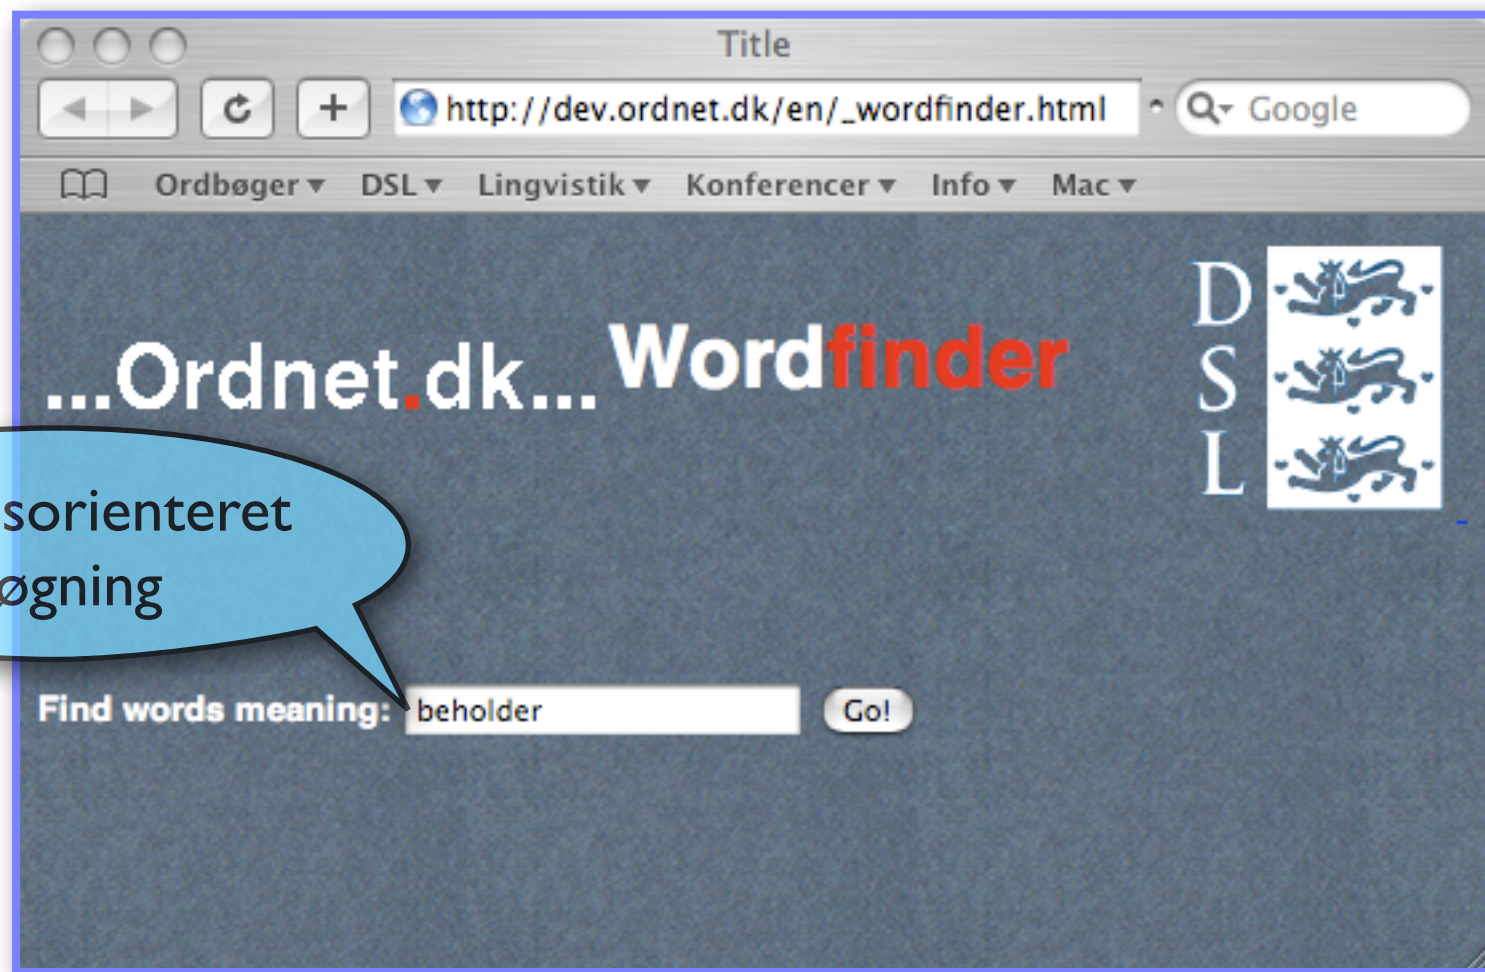 Title
http://dev.ordnet.dk/en/_wordfinder.html
Google
Ordbøger DSL Lingvistik Konferencer Info Mac
...Ordnet.dk... Wordfinder
D
S
L
sorienteret
øgning
Find words meaning: beholder Go!